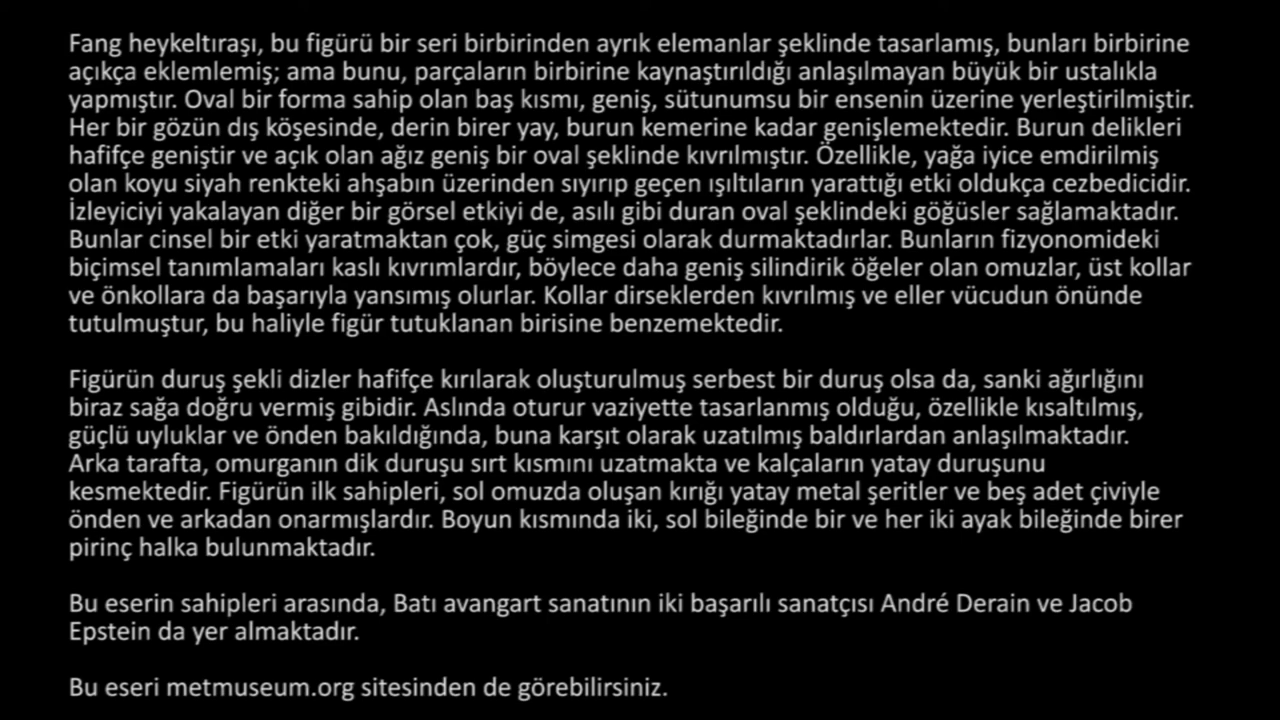 Fang heykeltıraşı, bu figürü bir seri birbirinden ayrık elemanlar şeklinde tasarlamış, bunları birbirine
açıkça eklemlemiş; ama bunu, parçaların birbirine kaynaştırıldığı anlaşılmayan büyük bir ustalıkla
yapmıştır. Oval bir forma sahip olan baş kısmı, geniş, sütunumsu bir ensenin üzerine yerleştirilmiştir.
Her bir gözün dış köşesinde, derin birer yay, burun kemerine kadar genişlemektedir. Burun delikleri
hafifçe geniştir ve açık olan ağız geniş bir oval şeklinde kıvrılmıştır. Özellikle, yağa iyice emdirilmiş
olan koyu siyah renkteki ahşabın üzerinden sıyırıp geçen ışıltıların yarattığı etki oldukça cezbedicidir.
İzleyiciyi yakalayan diğer bir görsel etkiyi de, asılı gibi duran oval şeklindeki göğüsler sağlamaktadır.
Bunlar cinsel bir etki yaratmaktan çok, güç simgesi olarak durmaktadırlar. Bunların fizyonomideki
biçimsel tanımlamaları kaslı kıvrımlardır, böylece daha geniş silindirik öğeler olan omuzlar, üst kollar
ve önkollara da başarıyla yansımış olurlar. Kollar dirseklerden kıvrılmış ve eller vücudun önünde
tutulmuştur, bu haliyle figür tutuklanan birisine benzemektedir.
Figürün duruş şekli dizler hafifçe kırılarak oluşturulmuş serbest bir duruş olsa da, sanki ağırlığını
biraz sağa doğru vermiş gibidir. Aslında oturur vaziyette tasarlanmış olduğu, özellikle kısaltılmış,
güçlü uyluklar ve önden bakıldığında, buna karşıt olarak uzatılmış baldırlardan anlaşılmaktadır.
Arka tarafta, omurganın dik duruşu sırt kısmını uzatmakta ve kalçaların yatay duruşunu
kesmektedir. Figürün ilk sahipleri, sol omuzda oluşan kırığı yatay metal şeritler ve beş adet çiviyle
önden ve arkadan onarmışlardır. Boyun kısmında iki, sol bileğinde bir ve her iki ayak bileğinde birer
pirinç halka bulunmaktadır.
Bu eserin sahipleri arasında, Batı avangart sanatının iki başarılı sanatçısı André Derain ve Jacob
Epstein da yer almaktadır.
Bu eseri metmuseum.org sitesinden de görebilirsiniz.